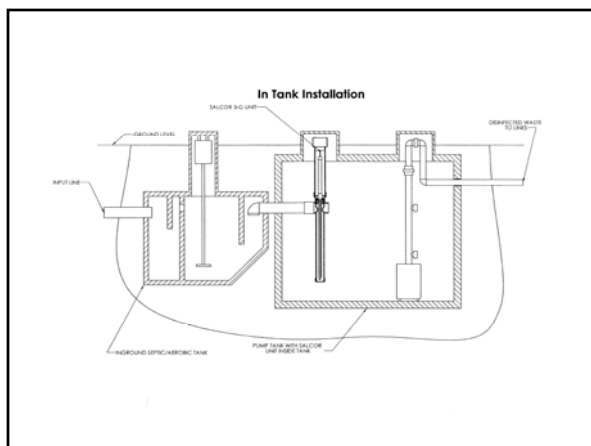 In Tank Installation
SALCOR 3-G UNIT
GROUND LEVEL
DISINFECTED WASTE
TO LINES
INPUT LINE
PUMP TANK WITH SALCOR
UNIT INSIDE TANK
INGROUND SEPTIC/AEROBIC TANK